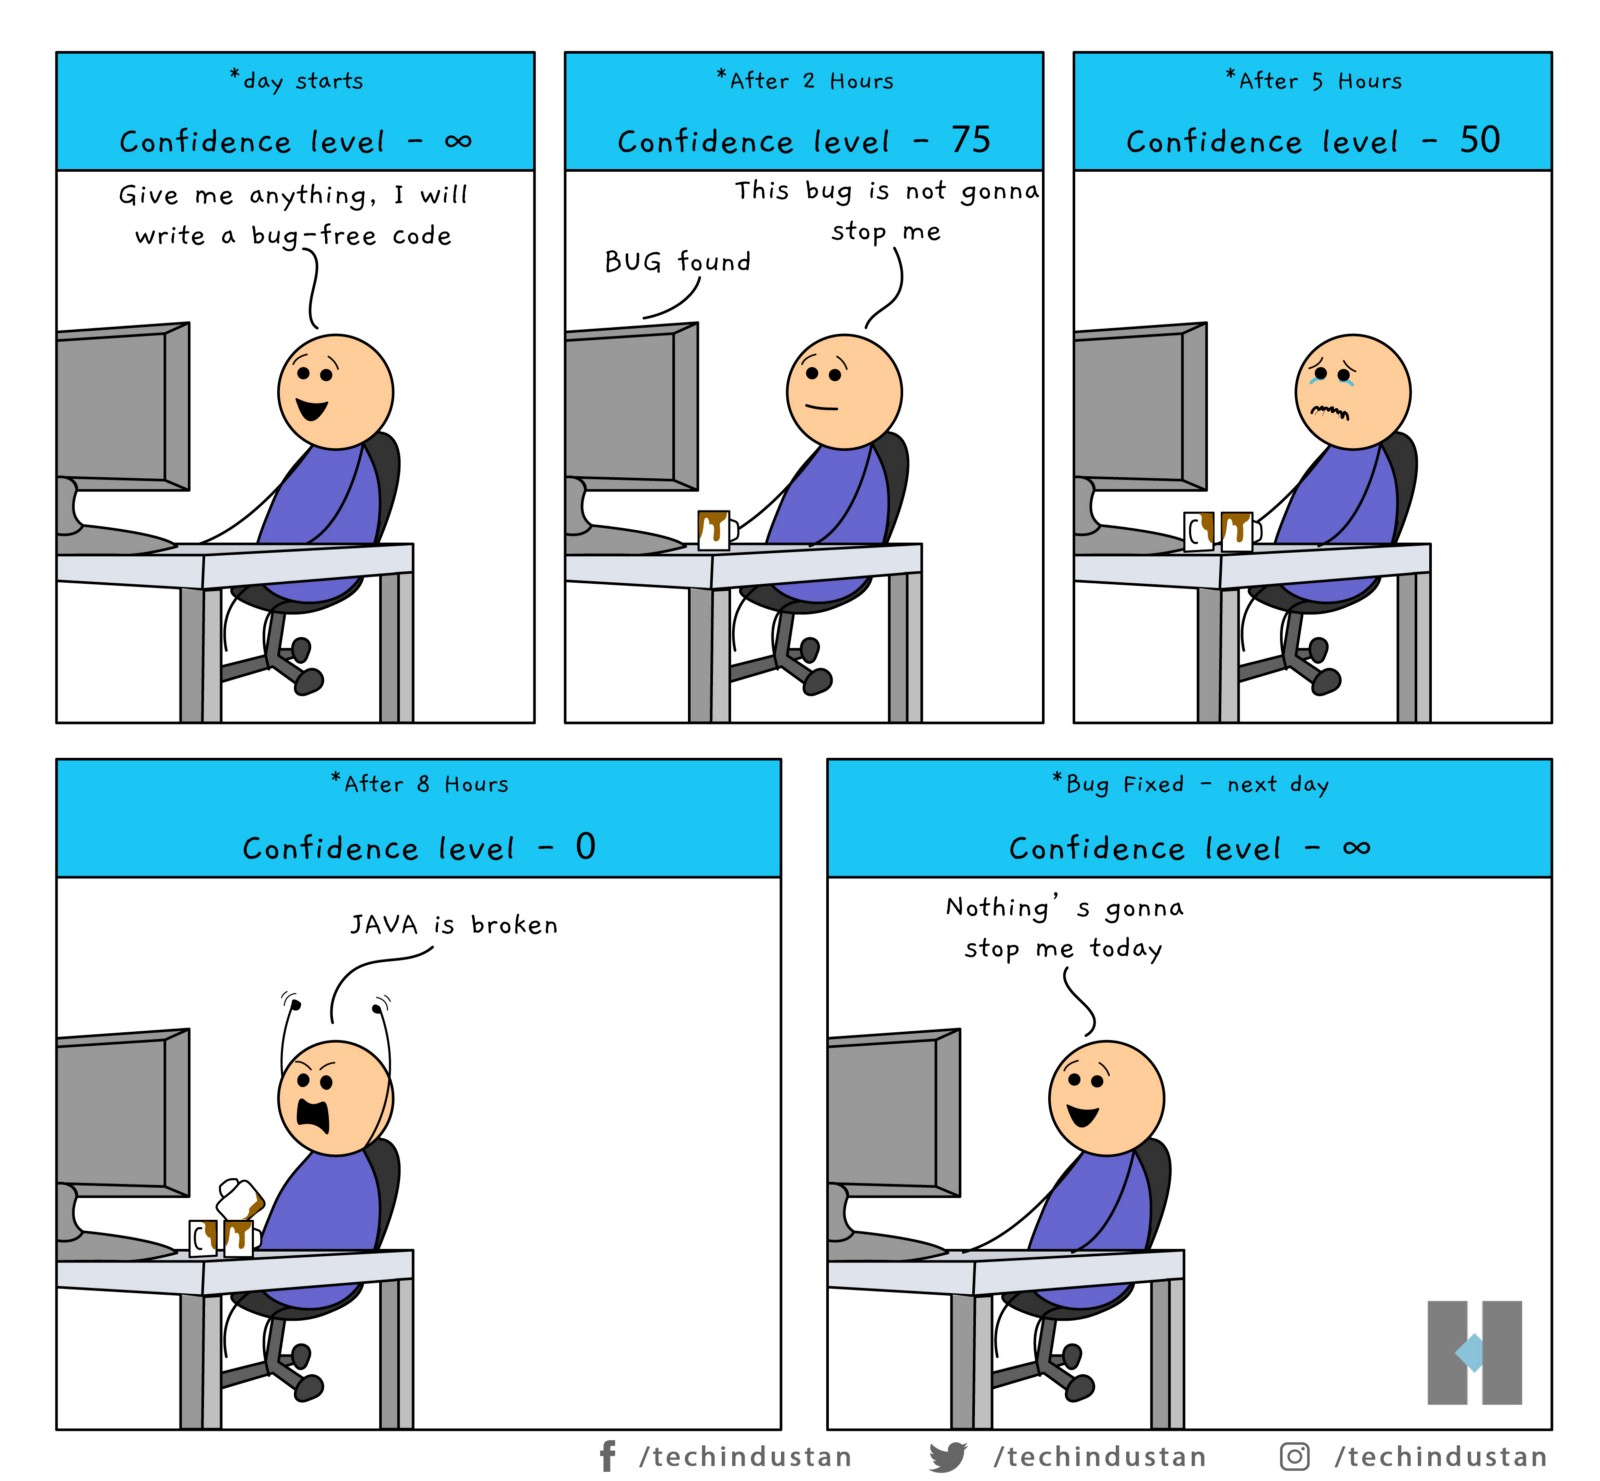 *day starts
Confidence level - ∞
Give me anything, I will
write a bug-free code
*After 2 Hours
Confidence level - 75
This bug is not gonna
stop me
BUG found
*After 5 Hours
Confidence level - 50
*After 8 Hours
Confidence level - 0
JAVA is broken
*Bug Fixed - next day
Confidence level - ∞
Nothing's gonna
stop me today
/techindustan
/techindustan
/techindustan